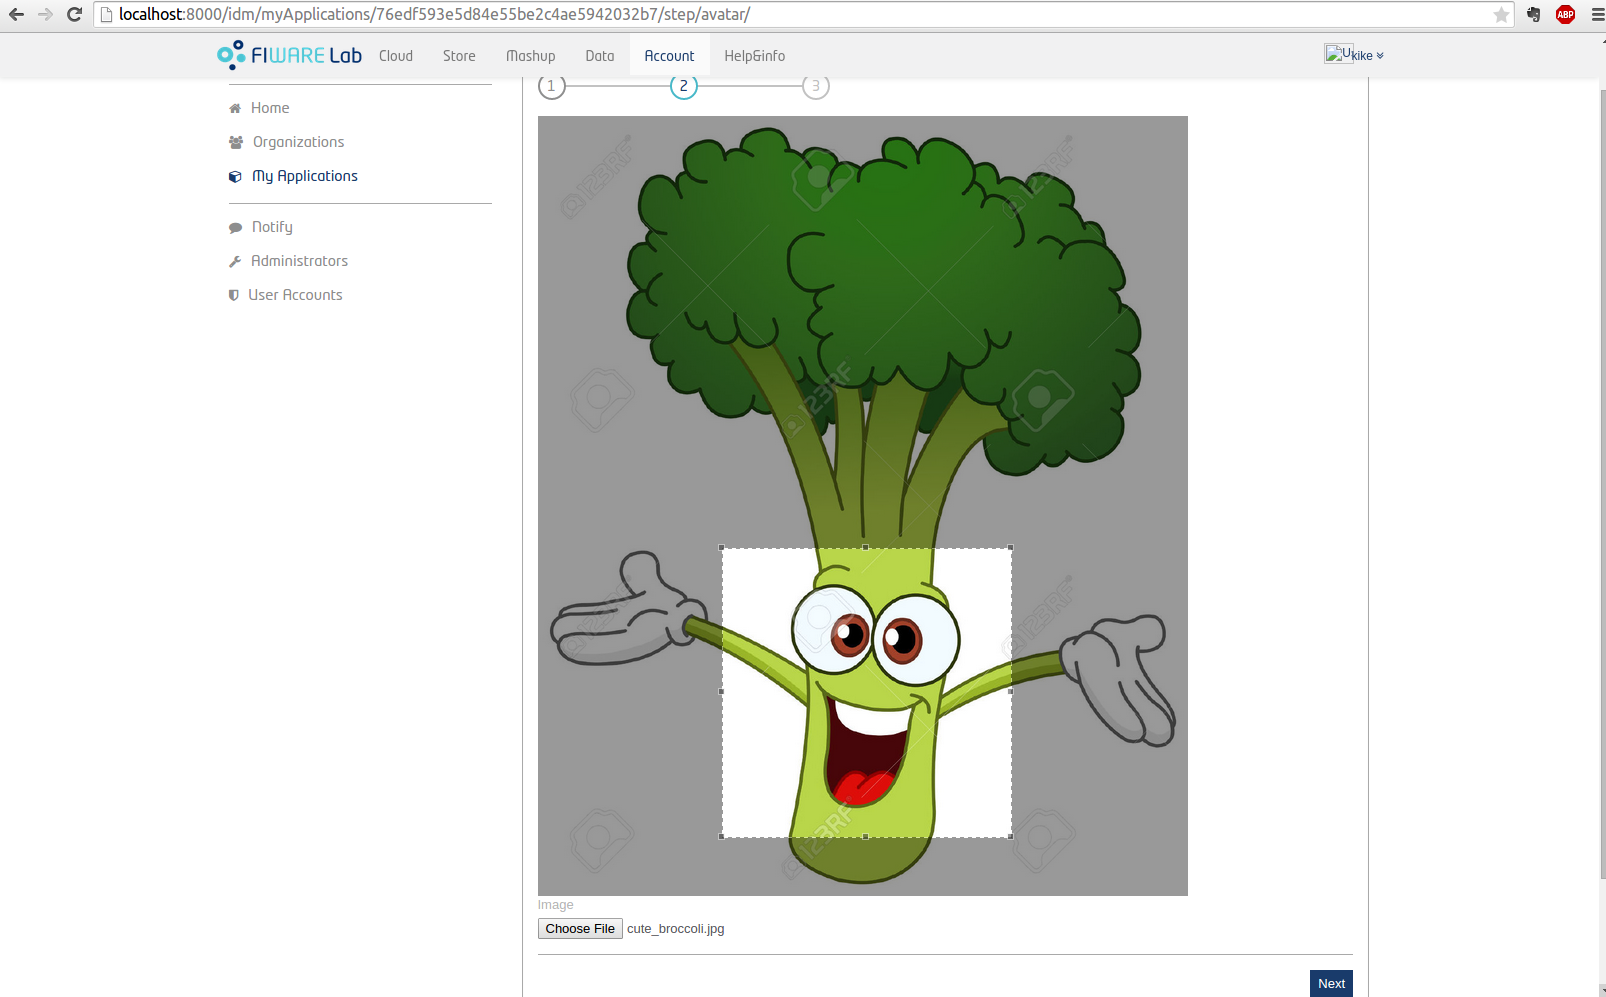 localhost:8000/idm/myApplications/76edf593e5d84e55be2c4ae5942032b7/step/avatar/
ABP
FIWARE Lab Cloud Store Mashup Data Account Help&info U kike
1 2 3
Home
Organizations
My Applications
Notify
Administrators
User Accounts
123RF
123RF
123RF
123RF
123RF
123RF
Image
Choose File cute_broccoli.jpg
Next